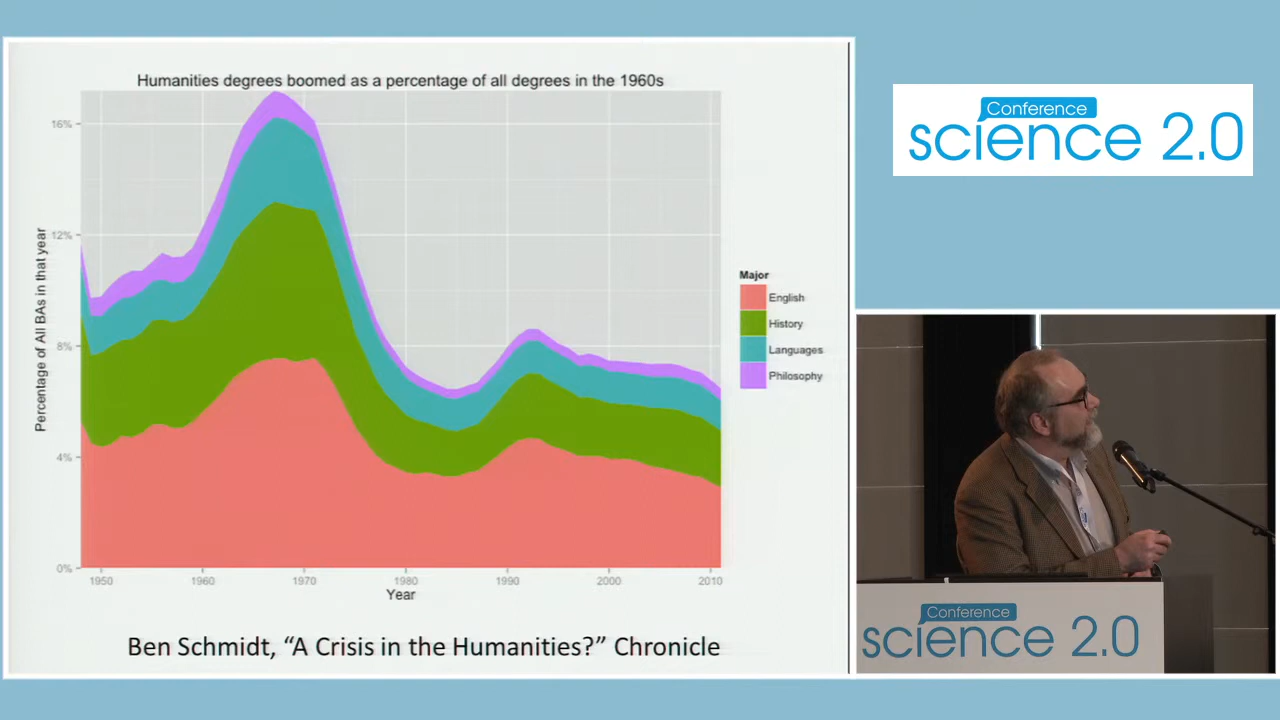 Humanities degrees boomed as a percentage of all degrees in the 1960s
16%
12%
8%
4%
0%
Percentage of All BAs in that year
1950 1960 1970 1980 1990 2000 2010
Year
Major
English
History
Languages
Philosophy
Ben Schmidt, “A Crisis in the Humanities?” Chronicle
Conference
science 2.0
Conference
science 2.0